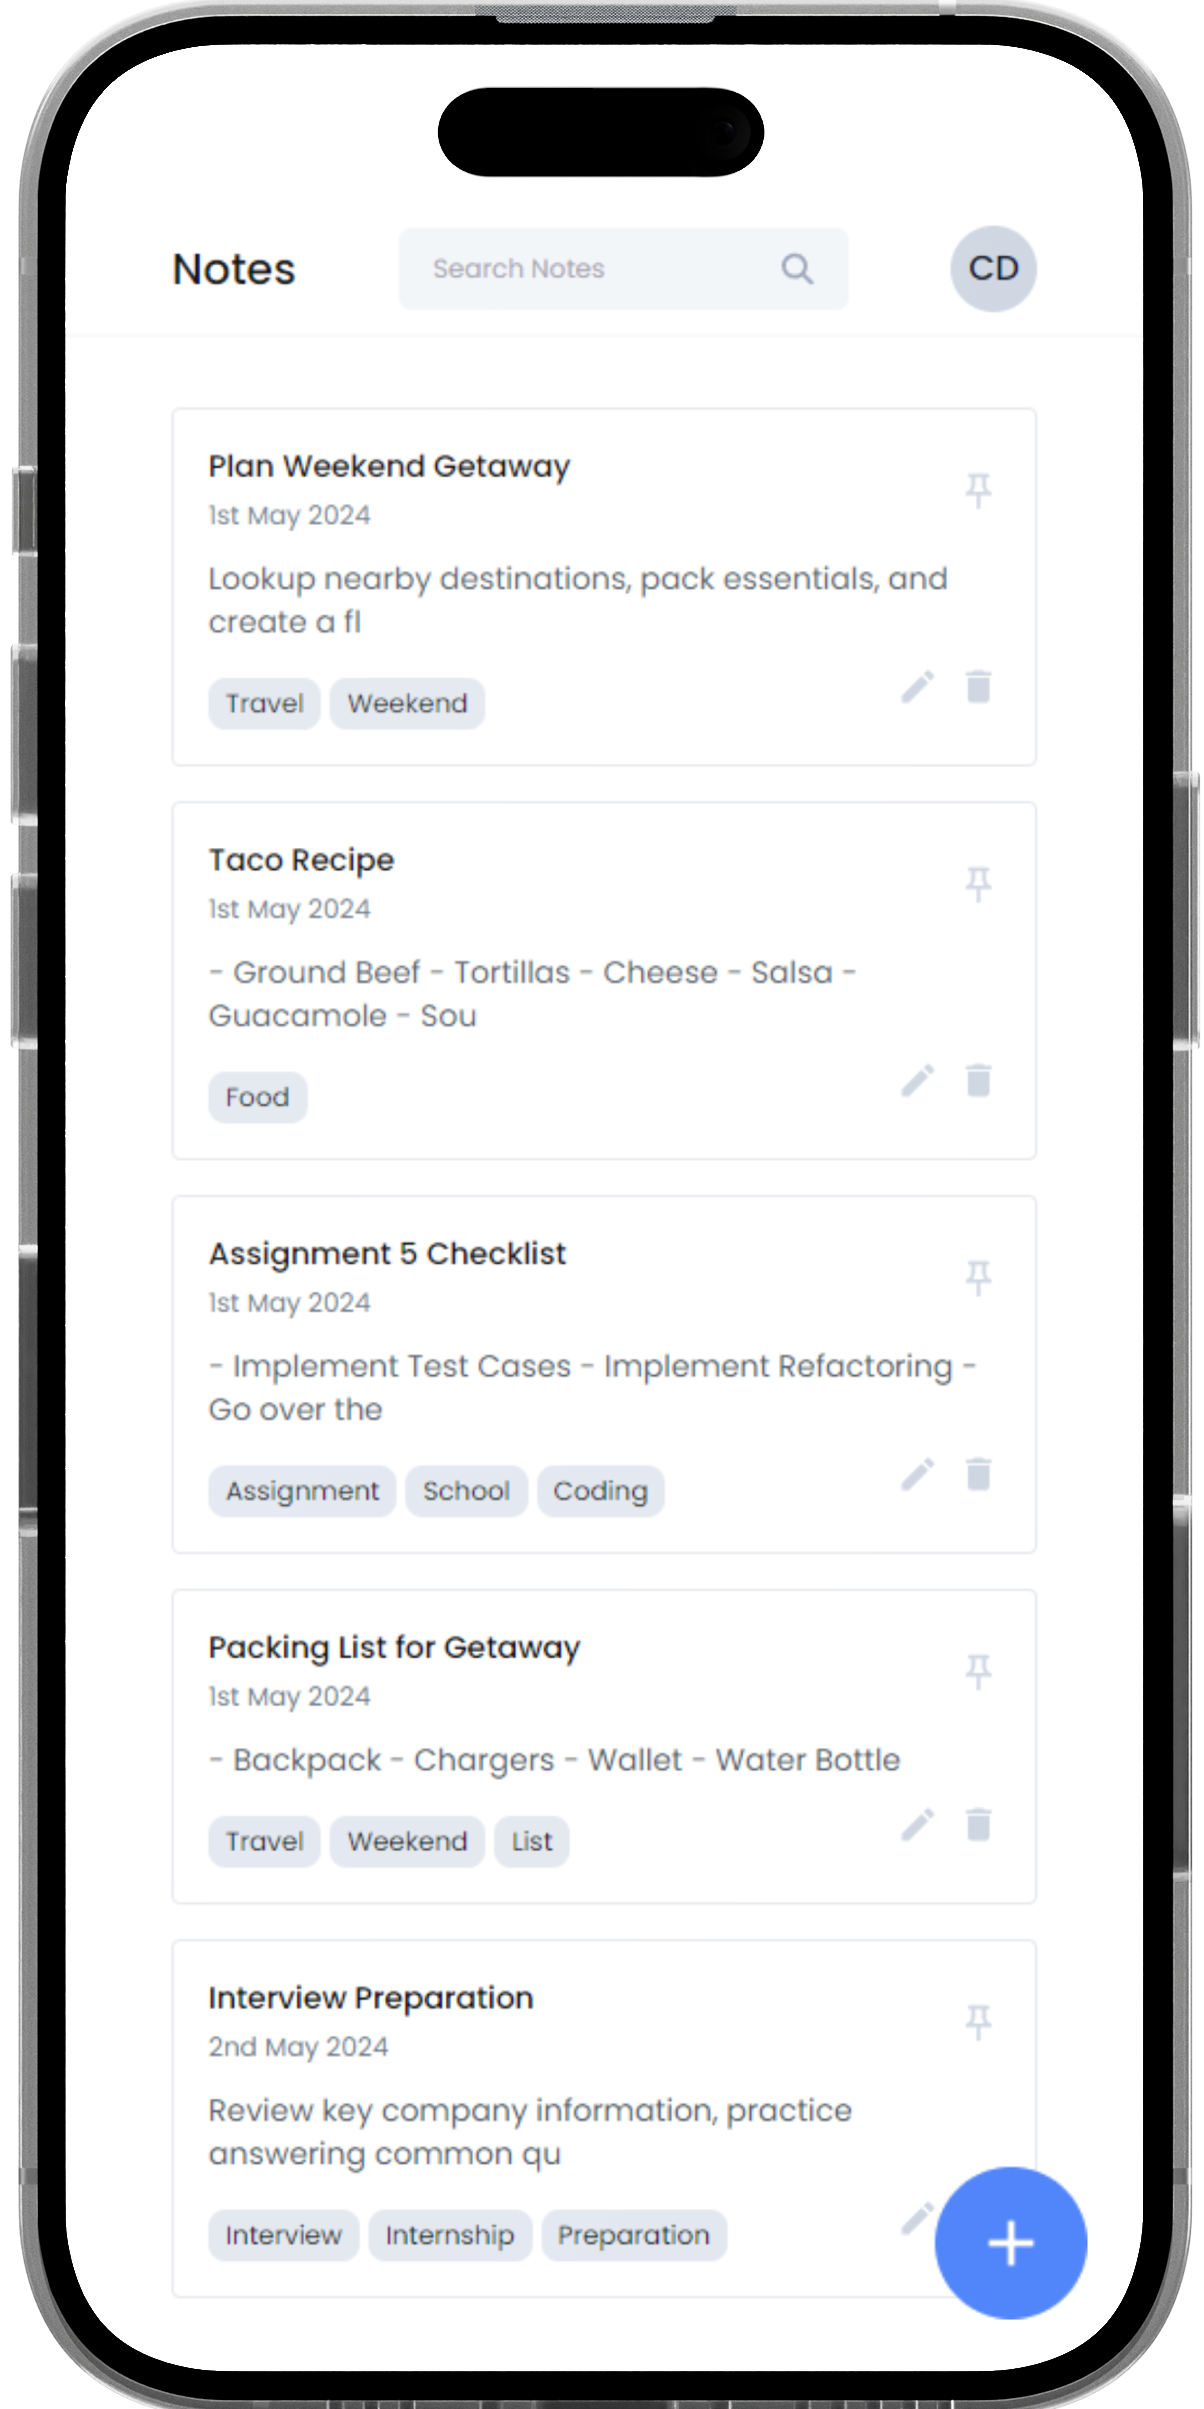 Notes
Search Notes
CD
Plan Weekend Getaway
1st May 2024
Lookup nearby destinations, pack essentials, and
create a fl
Travel Weekend
Taco Recipe
1st May 2024
- Ground Beef - Tortillas - Cheese - Salsa -
Guacamole - Sou
Food
Assignment 5 Checklist
1st May 2024
- Implement Test Cases - Implement Refactoring -
Go over the
Assignment School Coding
Packing List for Getaway
1st May 2024
- Backpack - Chargers - Wallet - Water Bottle
Travel Weekend List
Interview Preparation
2nd May 2024
Review key company information, practice
answering common qu
Interview Internship Preparation
+